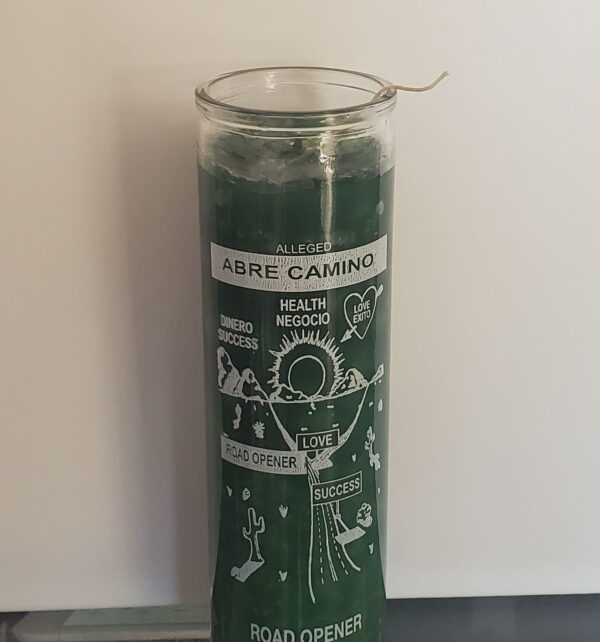 ALLEGED
ABRE CAMINO
HEALTH
NEGOCIO
LOVE
EXITO
DINERO
SUCCESS
LOVE
ROAD OPENER
SUCCESS
ROAD OPENER